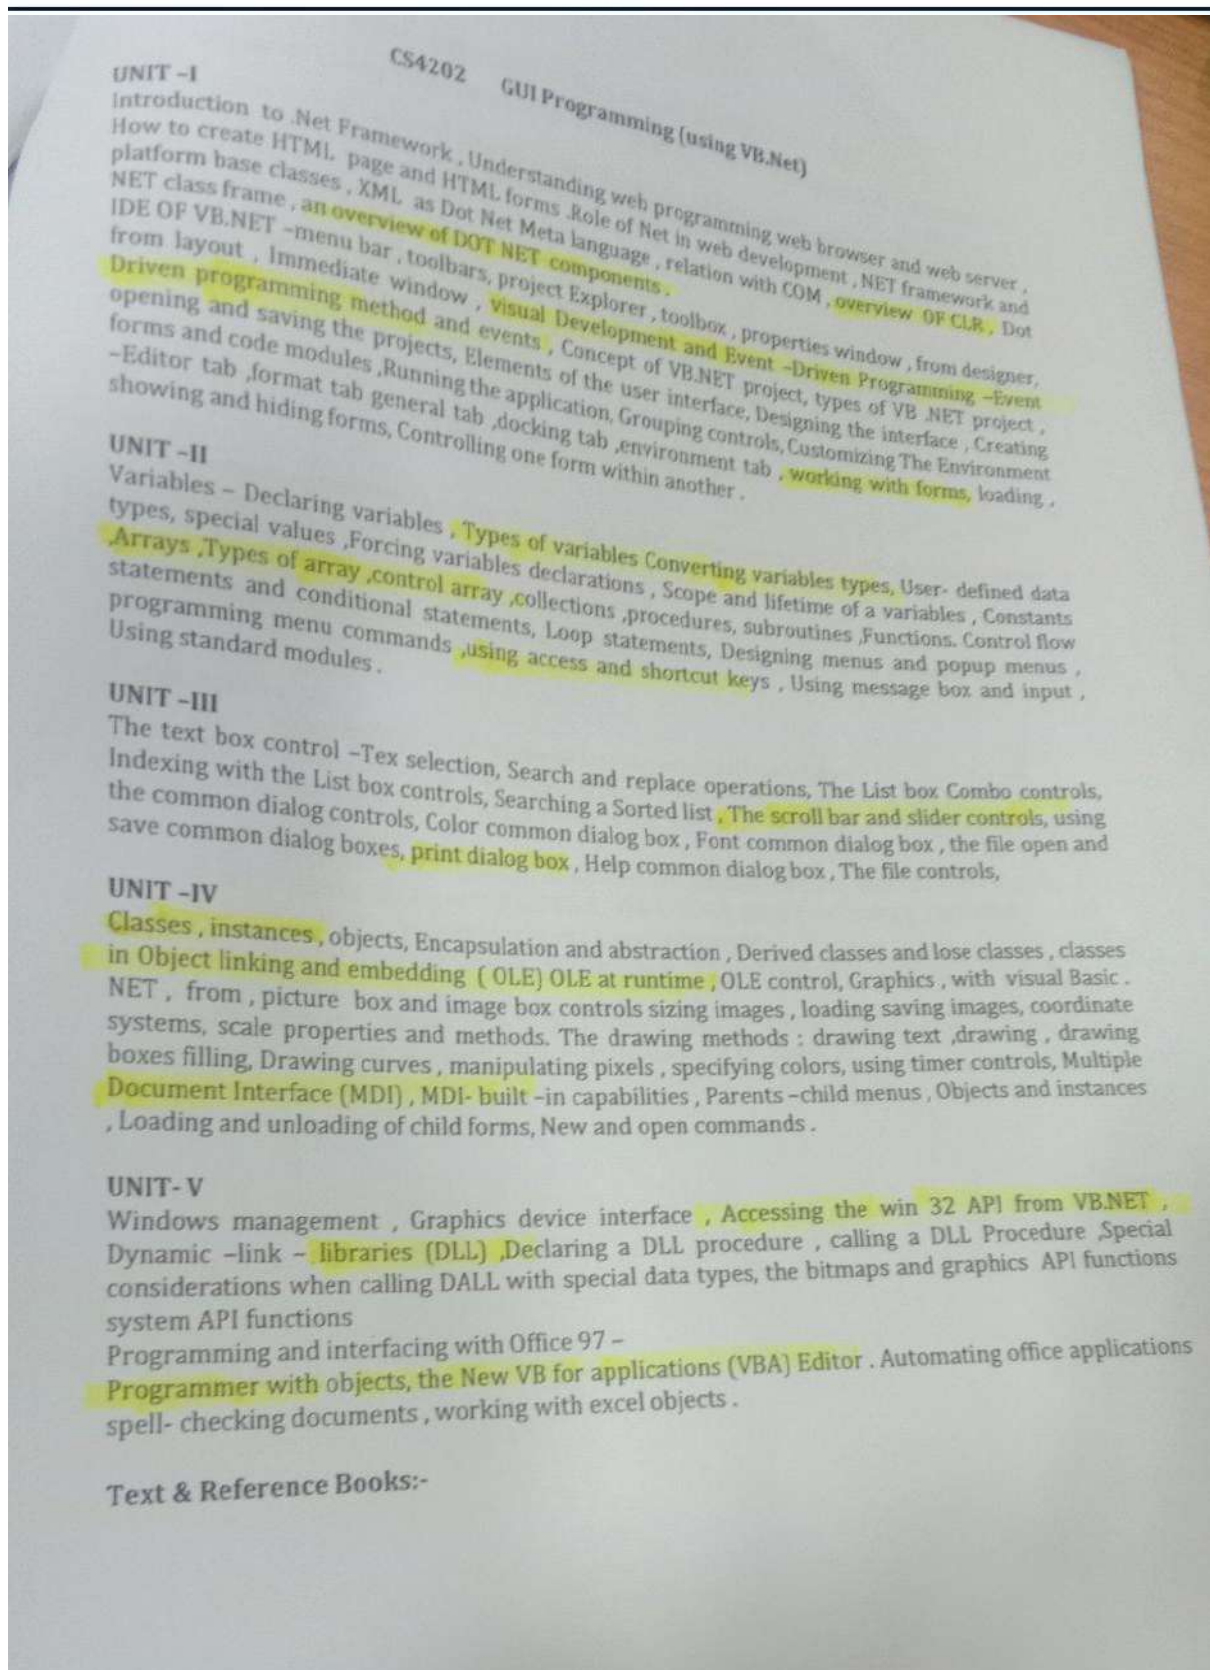 CS4202 GUI Programming (using VB.Net)
UNIT –I
Introduction to .Net Framework , Understanding web programming web browser and web server ,
How to create HTML page and HTML forms .Role of Net in web development , NET framework and
platform base classes , XML as Dot Net Meta language , relation with COM , overview OF CLR , Dot
NET class frame , an overview of DOT NET components .
IDE OF VB.NET –menu bar , toolbars, project Explorer , toolbox , properties window , from designer,
from layout , Immediate window , visual Development and Event –Driven Programming –Event
Driven programming method and events , Concept of VB.NET project, types of VB .NET project ,
opening and saving the projects, Elements of the user interface, Designing the interface , Creating
forms and code modules ,Running the application, Grouping controls, Customizing The Environment
–Editor tab ,format tab general tab ,docking tab ,environment tab , working with forms, loading ,
showing and hiding forms, Controlling one form within another .
UNIT –II
Variables – Declaring variables , Types of variables Converting variables types, User- defined data
types, special values ,Forcing variables declarations , Scope and lifetime of a variables , Constants
,Arrays ,Types of array ,control array ,collections ,procedures, subroutines ,Functions. Control flow
statements and conditional statements, Loop statements, Designing menus and popup menus ,
programming menu commands ,using access and shortcut keys , Using message box and input ,
Using standard modules .
UNIT –III
The text box control –Tex selection, Search and replace operations, The List box Combo controls,
Indexing with the List box controls, Searching a Sorted list , The scroll bar and slider controls, using
the common dialog controls, Color common dialog box , Font common dialog box , the file open and
save common dialog boxes, print dialog box , Help common dialog box , The file controls,
UNIT –IV
Classes , instances , objects, Encapsulation and abstraction , Derived classes and lose classes , classes
in Object linking and embedding ( OLE) OLE at runtime , OLE control, Graphics , with visual Basic .
NET , from , picture box and image box controls sizing images , loading saving images, coordinate
systems, scale properties and methods. The drawing methods : drawing text ,drawing , drawing
boxes filling, Drawing curves , manipulating pixels , specifying colors, using timer controls, Multiple
Document Interface (MDI) , MDI- built –in capabilities , Parents –child menus , Objects and instances
, Loading and unloading of child forms, New and open commands .
UNIT- V
Windows management , Graphics device interface , Accessing the win 32 API from VB.NET ,
Dynamic –link – libraries (DLL) ,Declaring a DLL procedure , calling a DLL Procedure ,Special
considerations when calling DALL with special data types, the bitmaps and graphics API functions
system API functions
Programming and interfacing with Office 97 –
Programmer with objects, the New VB for applications (VBA) Editor . Automating office applications
spell- checking documents , working with excel objects .
Text & Reference Books:-